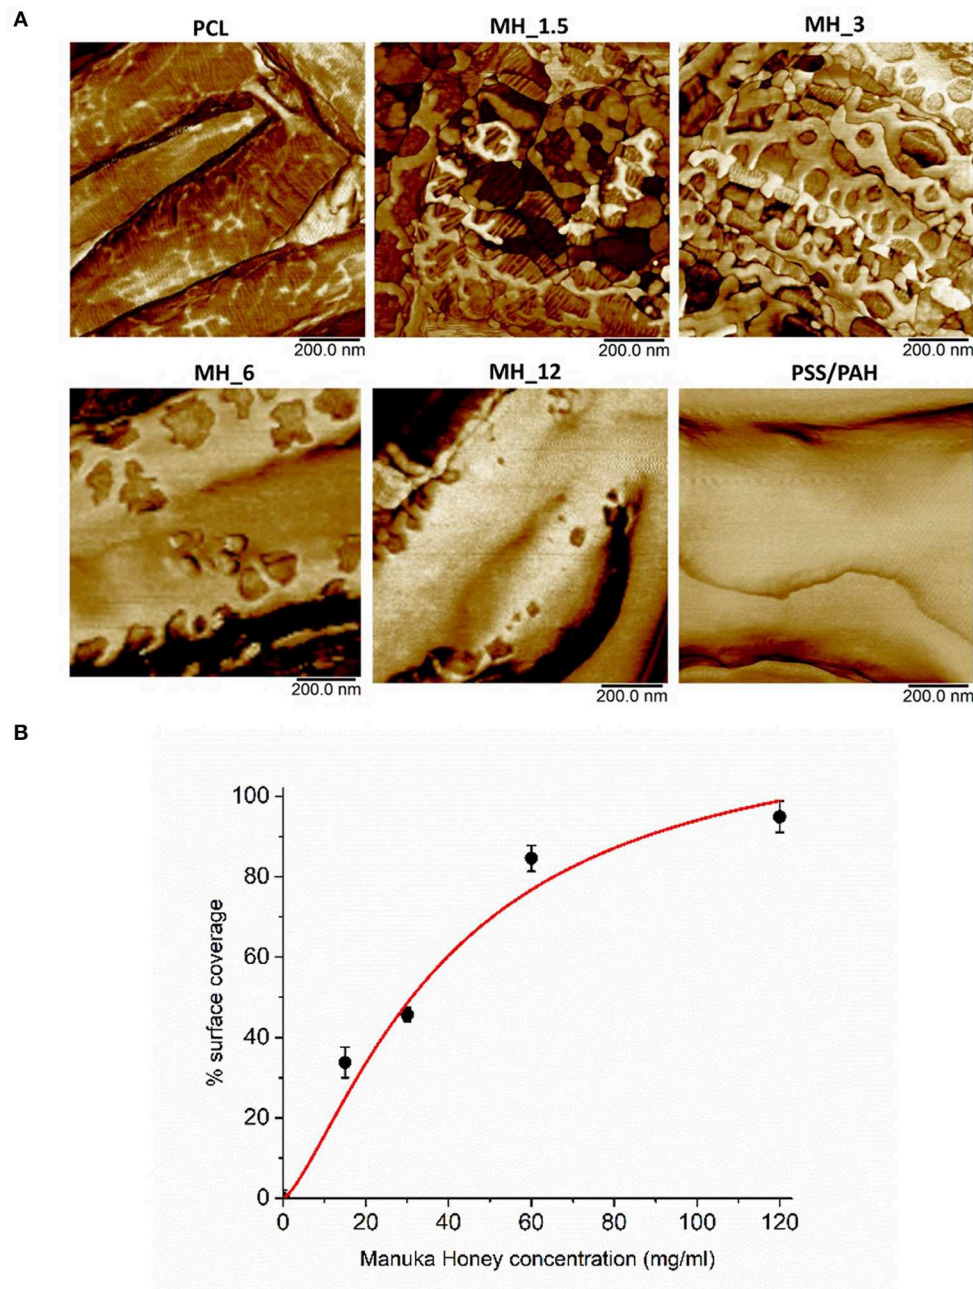 A
PCL
MH_1.5
MH_3
200.0 nm
200.0 nm
200.0 nm
MH_6
MH_12
PSS/PAH
200.0 nm
200.0 nm
200.0 nm
B
100
80
60
40
20
0
% surface coverage
0 20 40 60 80 100 120
Manuka Honey concentration (mg/ml)